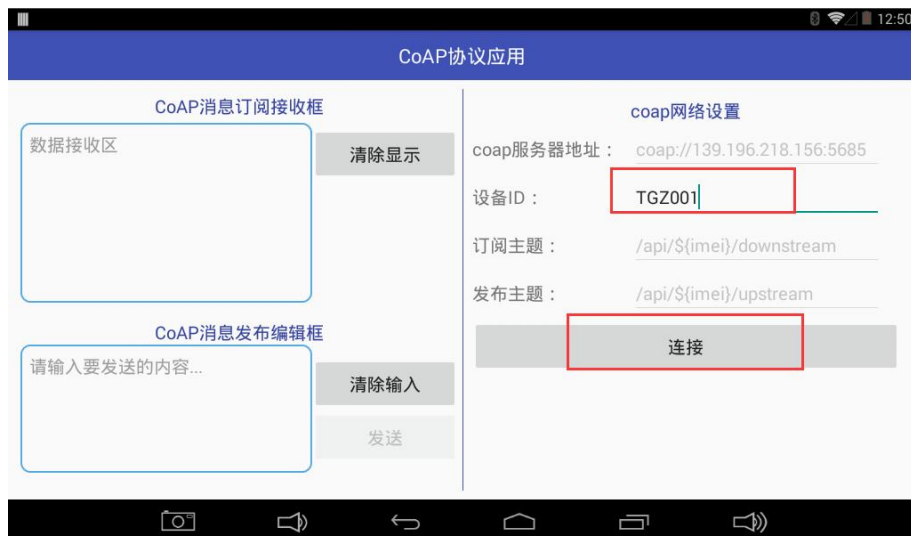 12:50
CoAP协议应用
CoAP消息订阅接收框
数据接收区
清除显示
CoAP消息发布编辑框
请输入要发送的内容...
清除输入
发送
coap网络设置
coap服务器地址： coap://139.196.218.156:5685
设备ID： TGZ001
订阅主题： /api/${imei}/downstream
发布主题： /api/${imei}/upstream
连接